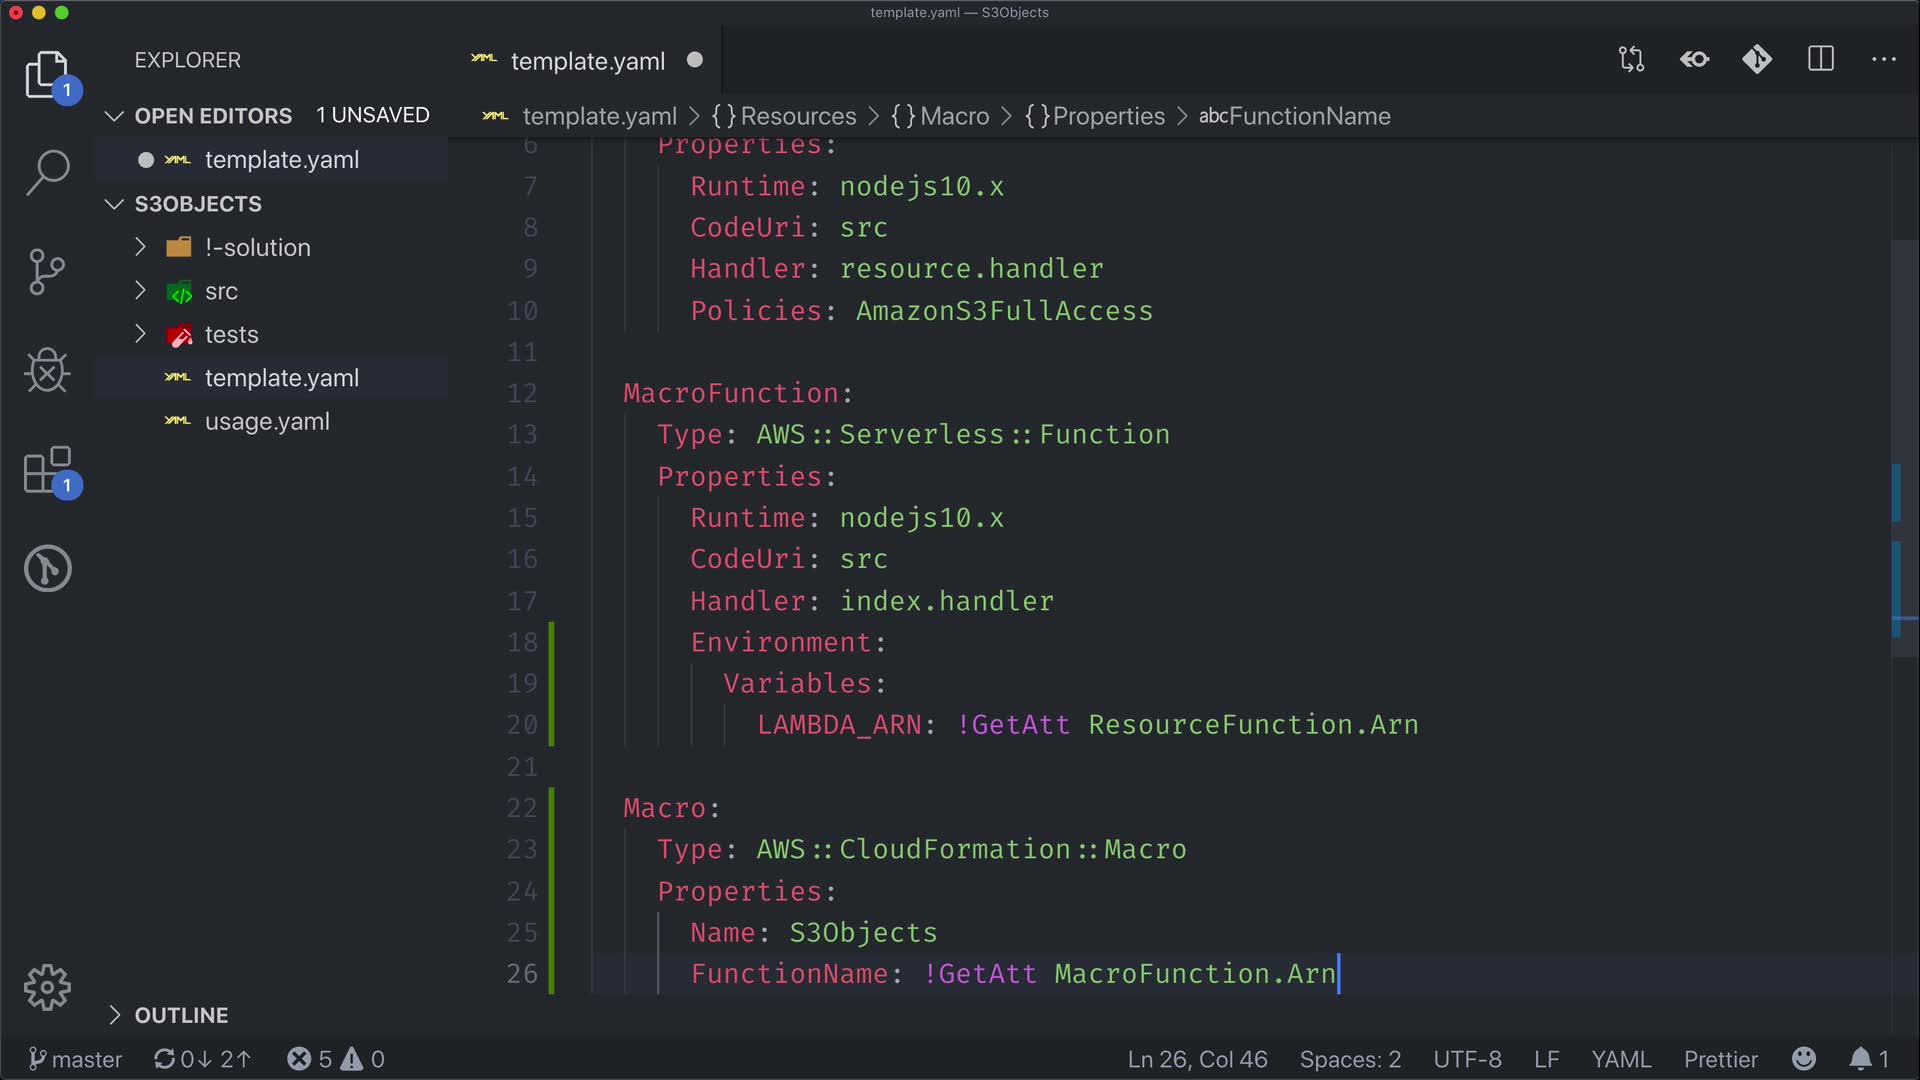 template.yaml — S3Objects
EXPLORER
OPEN EDITORS 1 UNSAVED
template.yaml
S3OBJECTS
!-solution
src
tests
template.yaml
usage.yaml
OUTLINE
1
1
YAML template.yaml
template.yaml > {} Resources > {} Macro > {} Properties > abc FunctionName
6 Properties:
7 Runtime: nodejs10.x
8 CodeUri: src
9 Handler: resource.handler
10 Policies: AmazonS3FullAccess
11
12 MacroFunction:
13 Type: AWS::Serverless::Function
14 Properties:
15 Runtime: nodejs10.x
16 CodeUri: src
17 Handler: index.handler
18 Environment:
19 Variables:
20 LAMBDA_ARN: !GetAtt ResourceFunction.Arn
21
22 Macro:
23 Type: AWS::CloudFormation::Macro
24 Properties:
25 Name: S3Objects
26 FunctionName: !GetAtt MacroFunction.Arn
master 0↓ 2↑ 5 0 Ln 26, Col 46 Spaces: 2 UTF-8 LF YAML Prettier 1